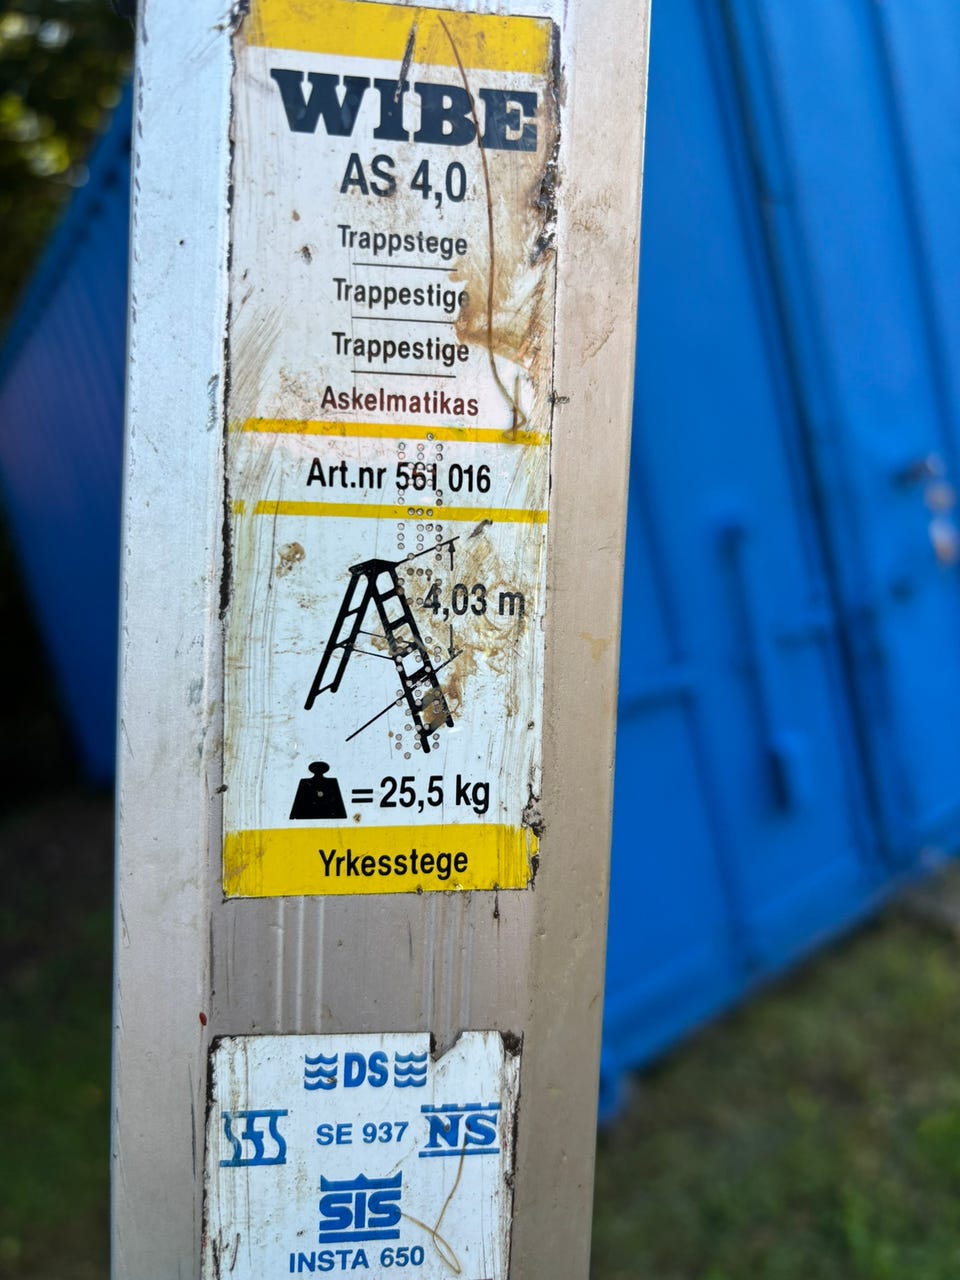 WIBE
AS 4,0
Trappstege
Trappestige
Trappestige
Askelmatikas
Art.nr 561 016
4,03 m
= 25,5 kg
Yrkesstege
DS
SFS SE 937 NS
SIS
INSTA 650